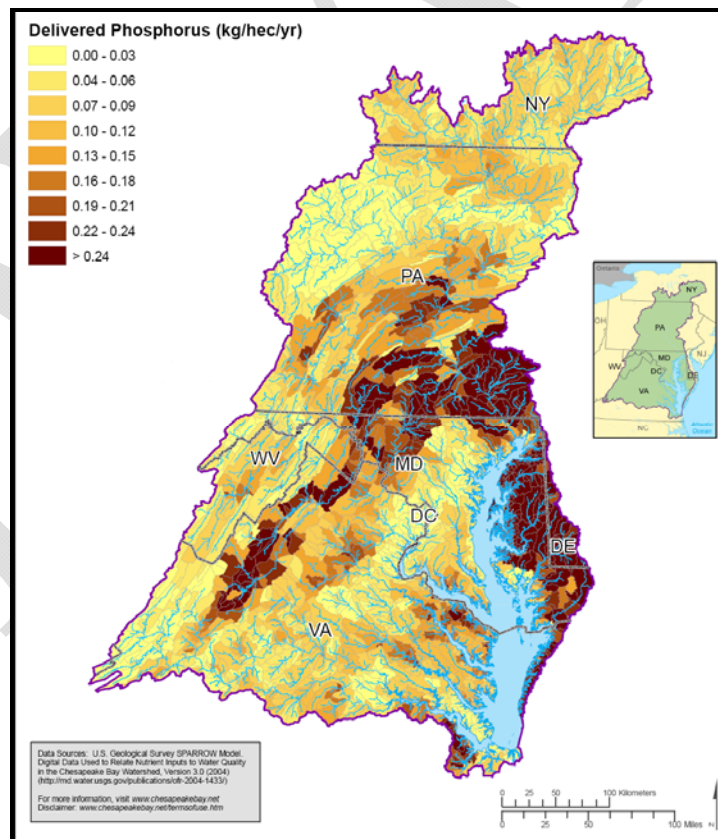 Delivered Phosphorus (kg/hec/yr)
0.00 - 0.03
0.04 - 0.06
0.07 - 0.09
0.10 - 0.12
0.13 - 0.15
0.16 - 0.18
0.19 - 0.21
0.22 - 0.24
> 0.24
NY
PA
WV
MD
DC
DE
VA
Ontario
NY
OH
PA
NJ
MD
WV
DC
DE
VA
NC
Atlantic
Ocean
Data Sources: U.S. Geological Survey SPARROW Model,
Digital Data Used to Relate Nutrient Inputs to Water Quality
in the Chesapeake Bay Watershed, Version 3.0 (2004)
(http://md.water.usgs.gov/publications/ofr-2004-1433/)
For more information, visit www.chesapeakebay.net
Disclaimer: www.chesapeakebay.net/termsofuse.htm
0 25 50 100 Kilometers
0 25 50 100 Miles
N